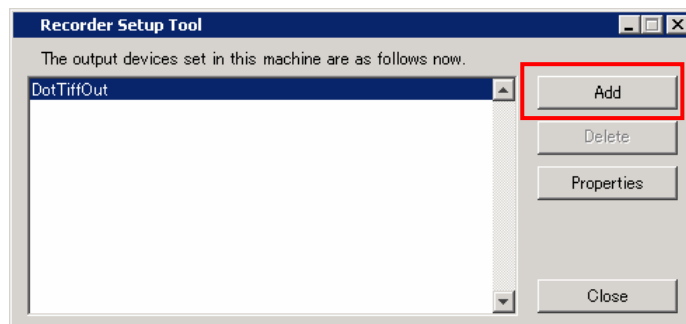 Recorder Setup Tool
The output devices set in this machine are as follows now.
DotTiffOut
Add
Delete
Properties
Close